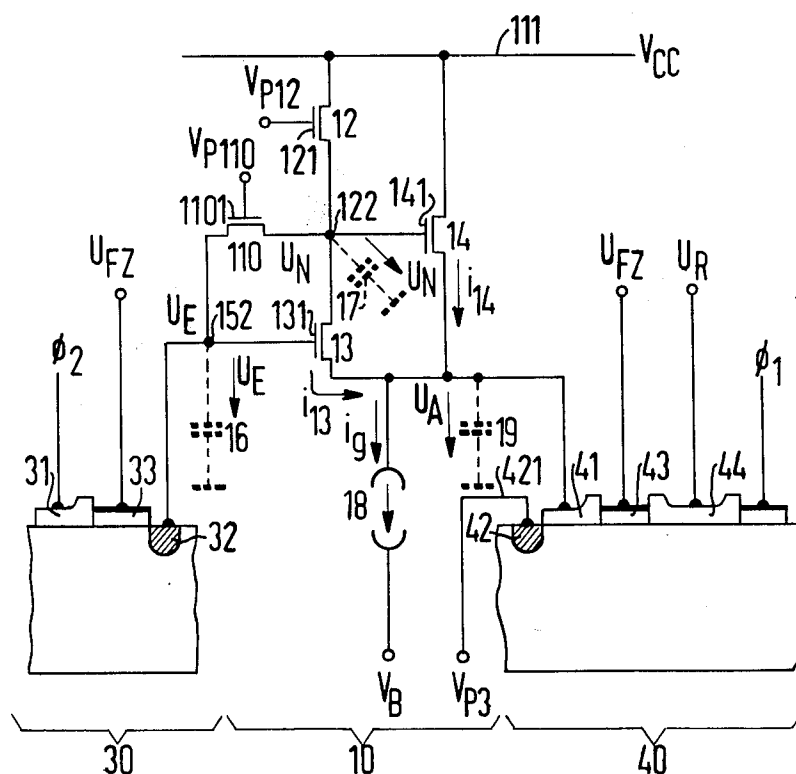 111
V_CC
V_P12
12
121
V_P110
1101
122
141
14
110
U_FZ
U_N
17
U_N
i_14
U_FZ
U_R
U_E
152
131
13
ϕ_2
U_E
i_13
U_A
ϕ_1
16
i_g
19
31
33
421
41
43
44
18
32
42
V_B
V_P3
30
10
40